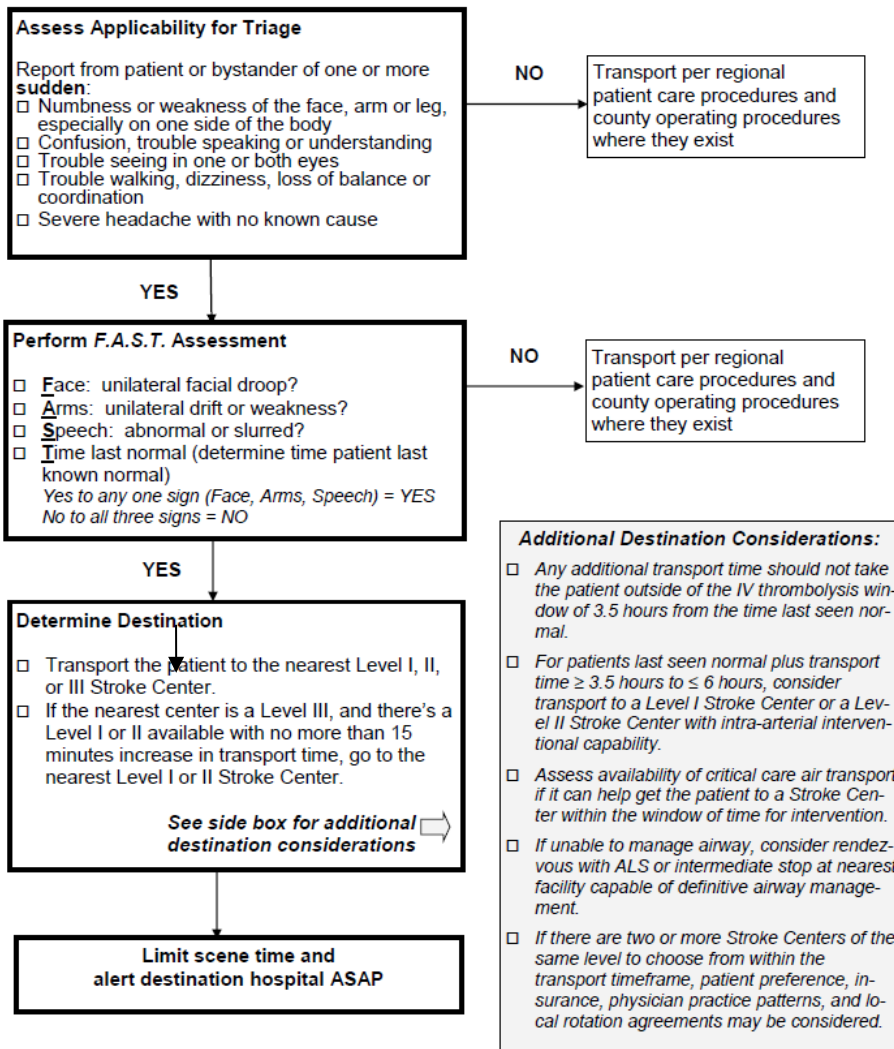 Assess Applicability for Triage
Report from patient or bystander of one or more
sudden:
□ Numbness or weakness of the face, arm or leg,
especially on one side of the body
□ Confusion, trouble speaking or understanding
□ Trouble seeing in one or both eyes
□ Trouble walking, dizziness, loss of balance or
coordination
□ Severe headache with no known cause
NO
Transport per regional
patient care procedures and
county operating procedures
where they exist
YES
Perform F.A.S.T. Assessment
□ Face: unilateral facial droop?
□ Arms: unilateral drift or weakness?
□ Speech: abnormal or slurred?
□ Time last normal (determine time patient last
known normal)
Yes to any one sign (Face, Arms, Speech) = YES
No to all three signs = NO
NO
Transport per regional
patient care procedures and
county operating procedures
where they exist
YES
Determine Destination
□ Transport the patient to the nearest Level I, II,
or III Stroke Center.
□ If the nearest center is a Level III, and there's a
Level I or II available with no more than 15
minutes increase in transport time, go to the
nearest Level I or II Stroke Center.
See side box for additional
destination considerations
Limit scene time and
alert destination hospital ASAP
Additional Destination Considerations:
□ Any additional transport time should not take
the patient outside of the IV thrombolysis win-
dow of 3.5 hours from the time last seen nor-
mal.
□ For patients last seen normal plus transport
time ≥ 3.5 hours to ≤ 6 hours, consider
transport to a Level I Stroke Center or a Lev-
el II Stroke Center with intra-arterial interven-
tional capability.
□ Assess availability of critical care air transport
if it can help get the patient to a Stroke Cen-
ter within the window of time for intervention.
□ If unable to manage airway, consider rendez-
vous with ALS or intermediate stop at nearest
facility capable of definitive airway manage-
ment.
□ If there are two or more Stroke Centers of the
same level to choose from within the
transport timeframe, patient preference, in-
surance, physician practice patterns, and lo-
cal rotation agreements may be considered.